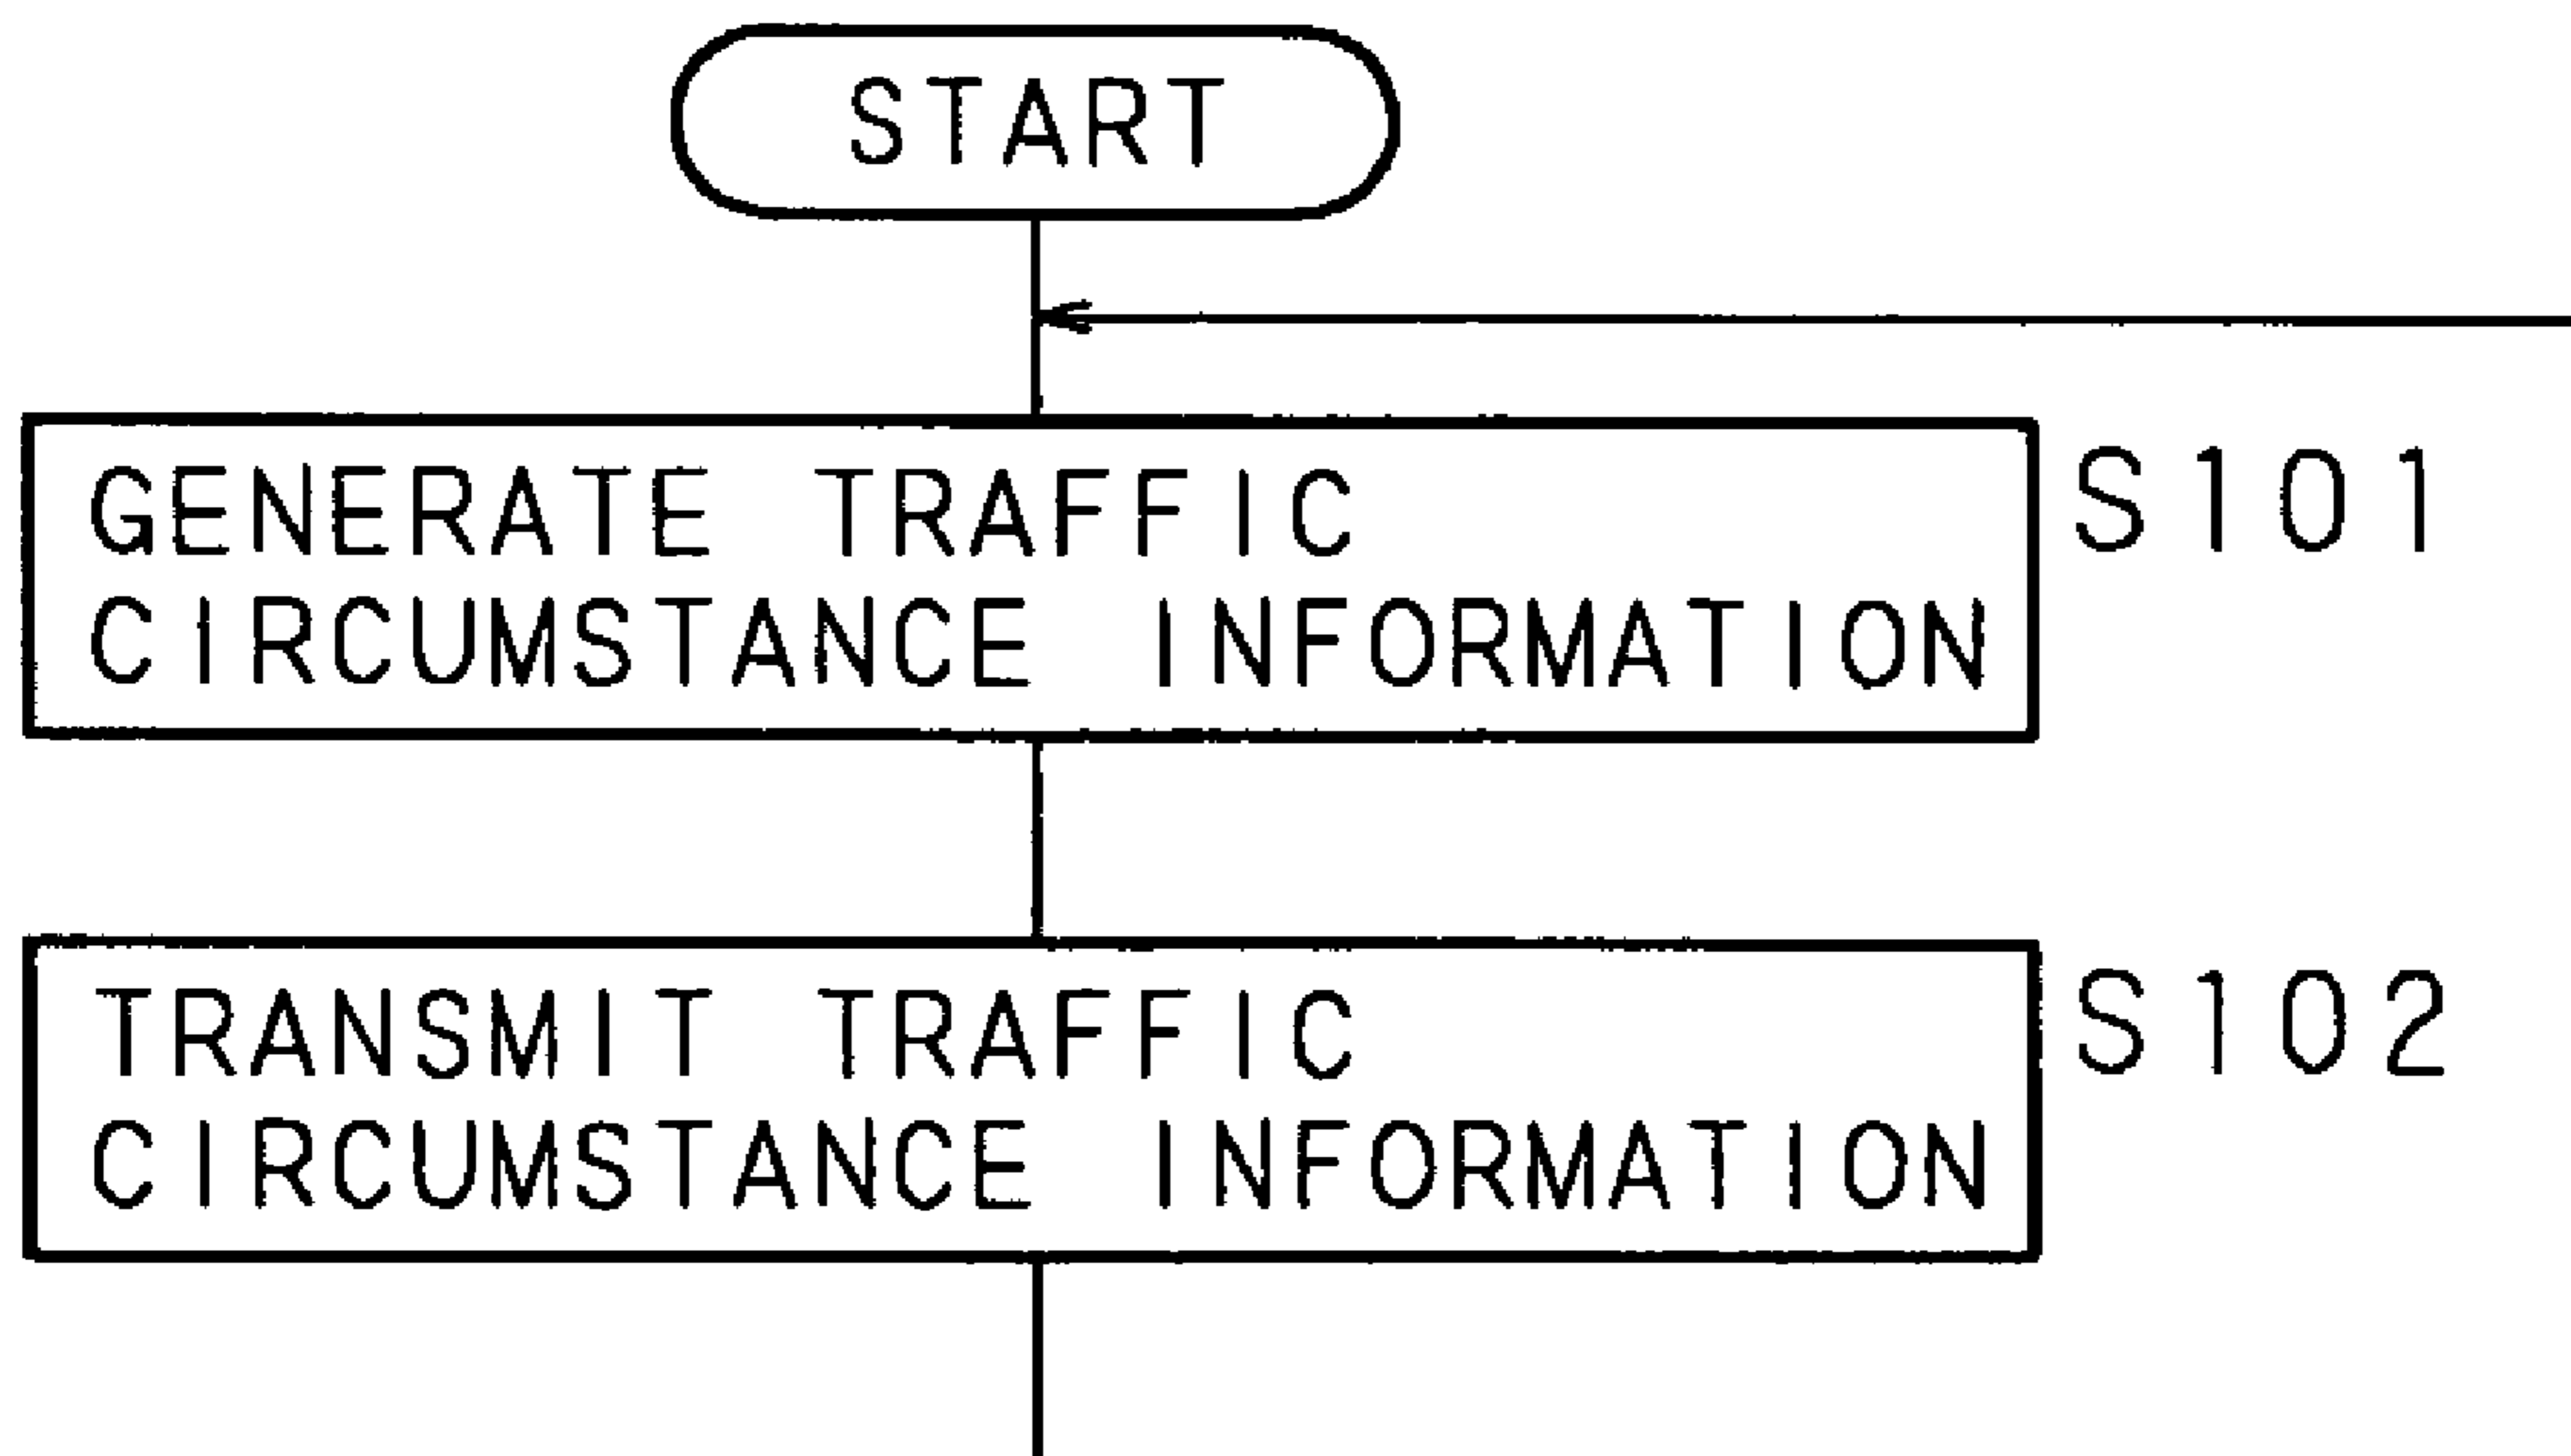 START
GENERATE TRAFFIC S101
CIRCUMSTANCE INFORMATION
TRANSMIT TRAFFIC S102
CIRCUMSTANCE INFORMATION